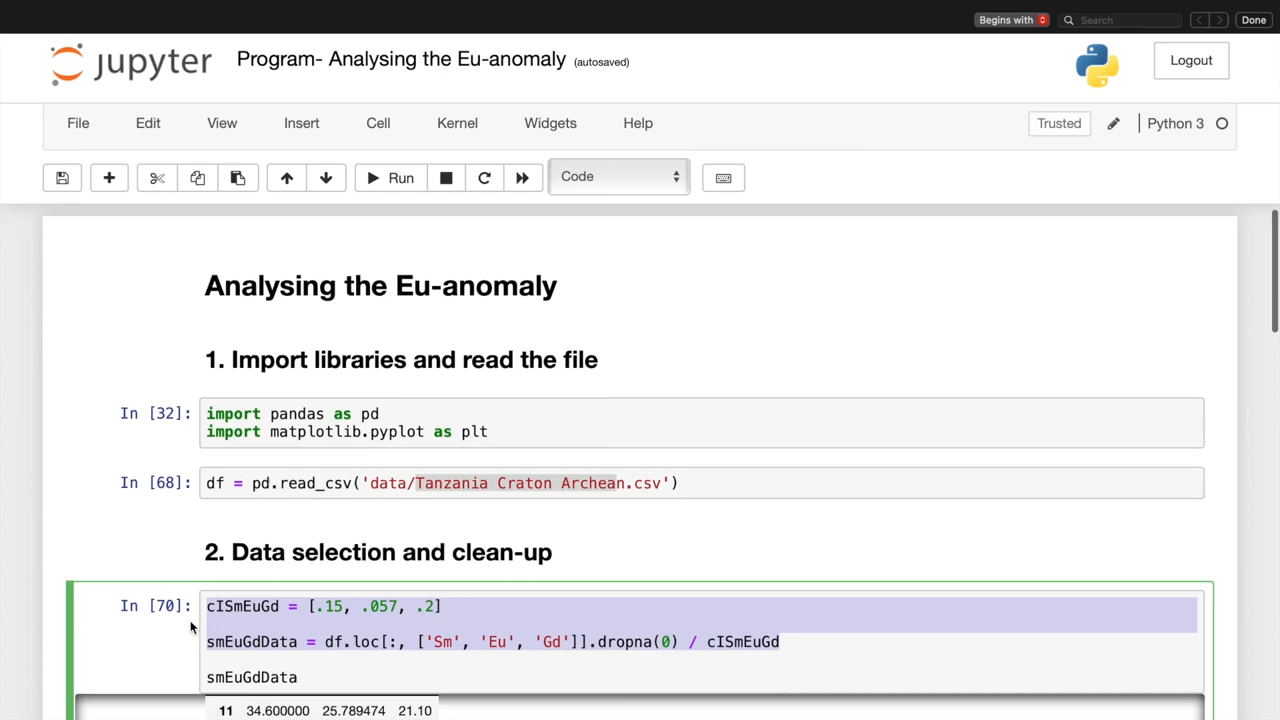 Begins with Search Done
jupyter Program- Analysing the Eu-anomaly (autosaved) Logout
File Edit View Insert Cell Kernel Widgets Help Trusted Python 3
Run Code
Analysing the Eu-anomaly
1. Import libraries and read the file
In [32]: import pandas as pd
import matplotlib.pyplot as plt
In [68]: df = pd.read_csv('data/Tanzania Craton Archean.csv')
2. Data selection and clean-up
In [70]: cISmEuGd = [.15, .057, .2]
smEuGdData = df.loc[:, ['Sm', 'Eu', 'Gd']].dropna(0) / cISmEuGd
smEuGdData
11 34.600000 25.789474 21.10